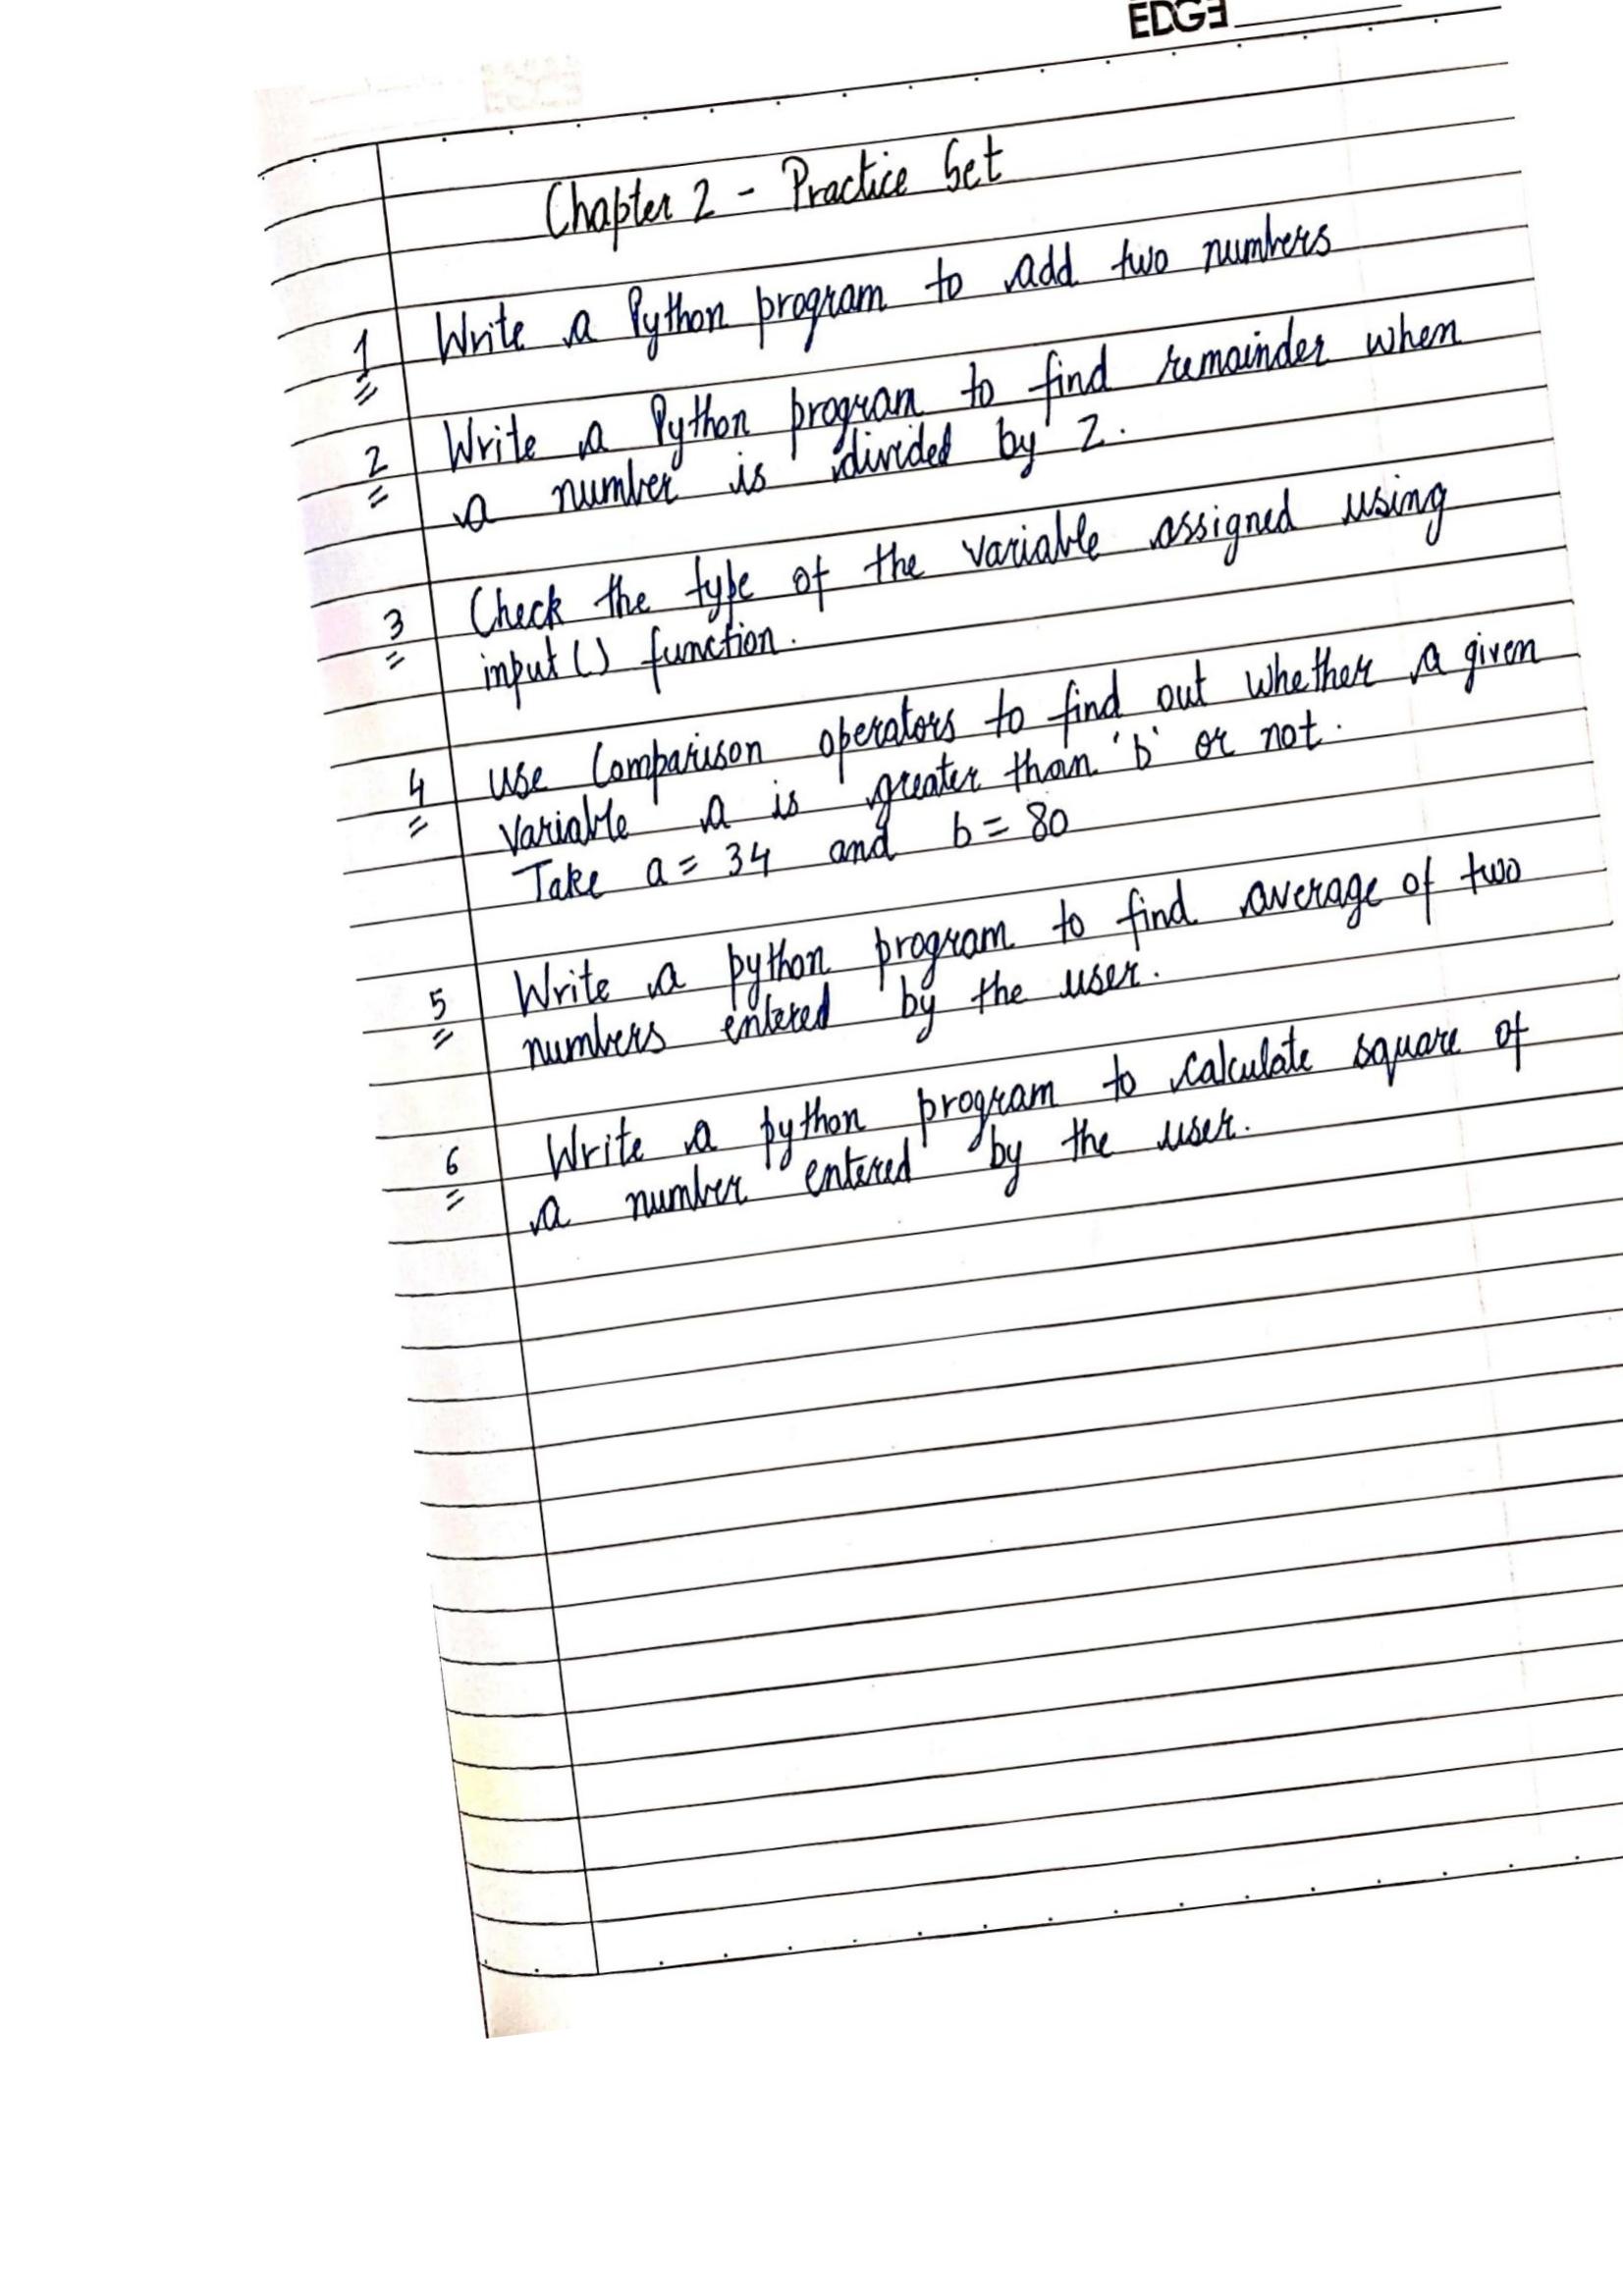 EDGE
Chapter 2 - Practice Set
1 Write a Python program to add two numbers
2 Write a Python program to find remainder when
a number is divided by 2.
3 Check the type of the variable assigned using
input () function.
4 use Comparison operators to find out whether a given
variable a is greater than 'b' or not.
Take a = 34 and b = 80
5 Write a python program to find average of two
numbers entered by the user.
6 Write a python program to calculate square of
a number entered by the user.